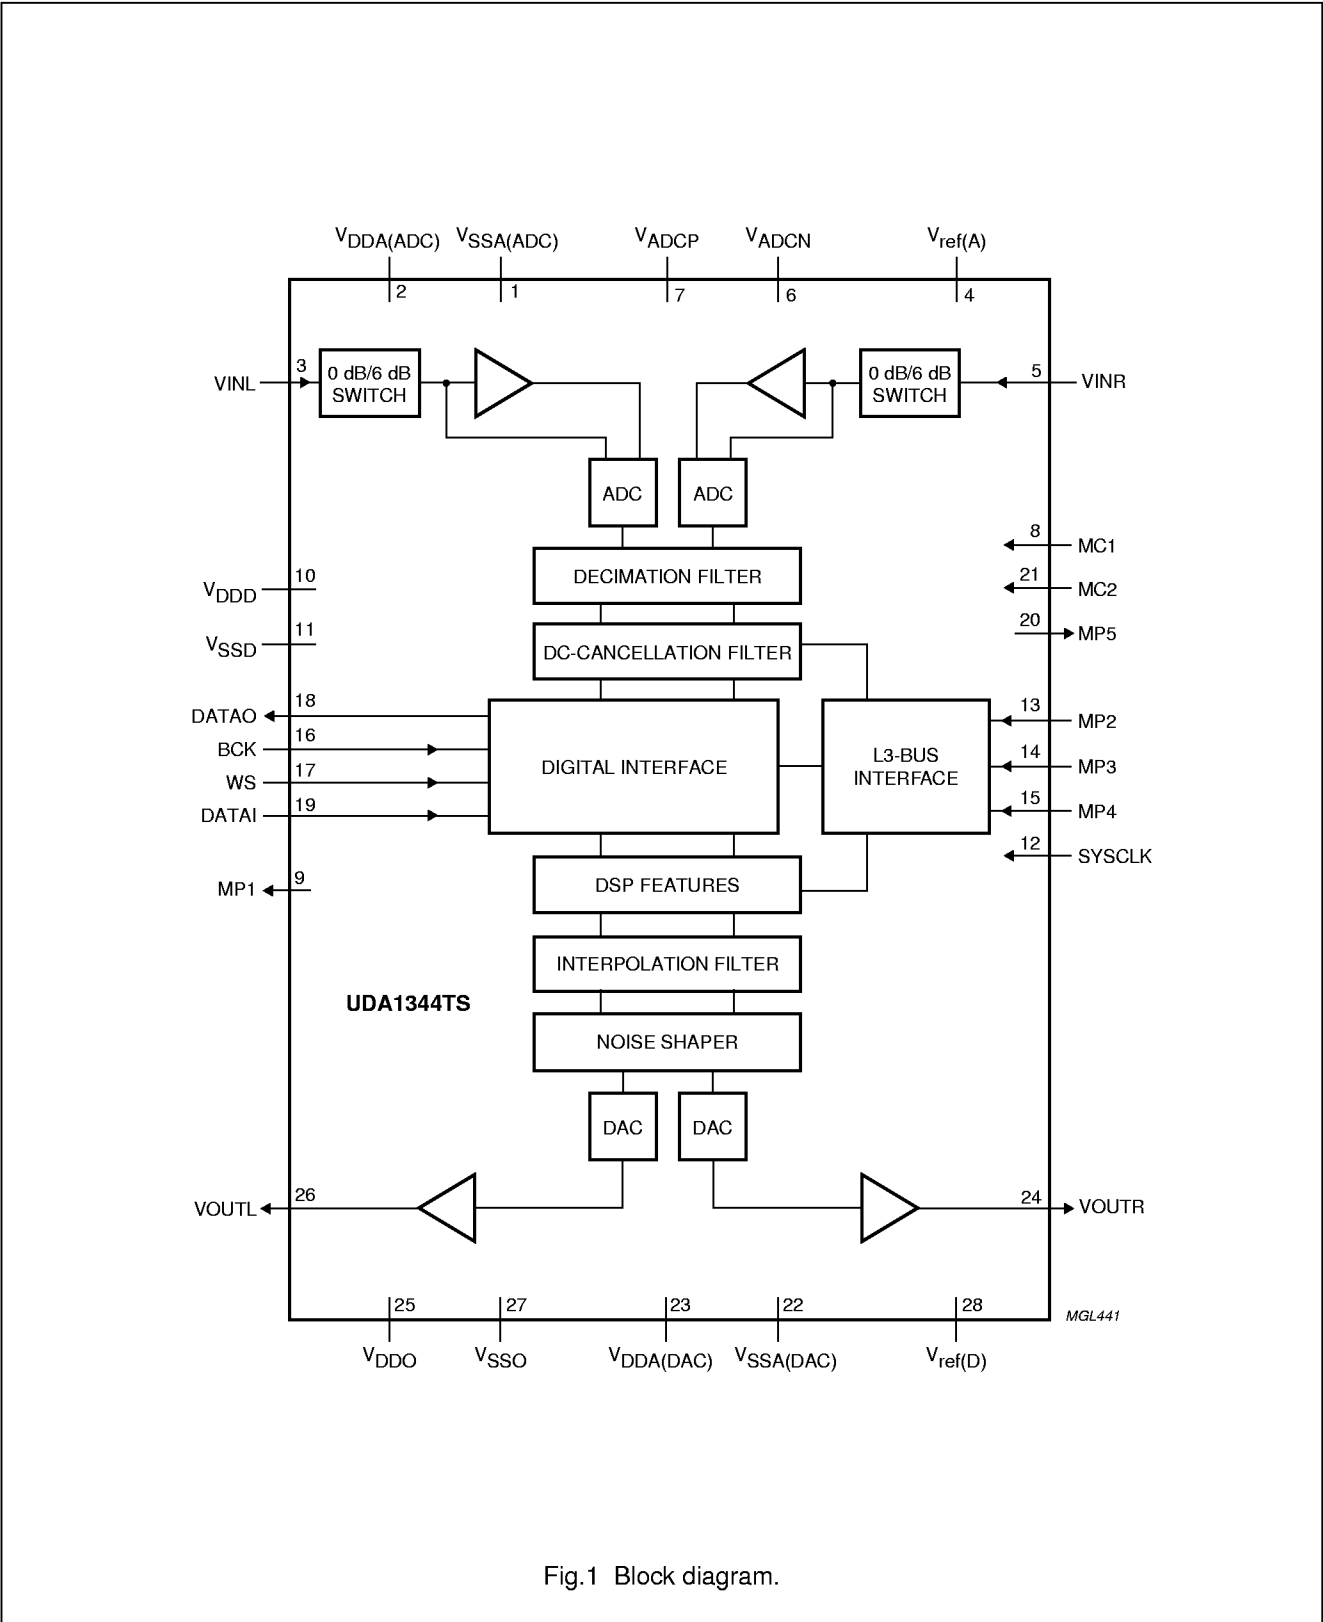 VDDA(ADC) VSSA(ADC) VADCP VADCN Vref(A)
2 1 7 6 4
VINL 3 0 dB/6 dB SWITCH
0 dB/6 dB SWITCH 5 VINR
ADC ADC
8 MC1
DECIMATION FILTER
10 VDDD
21 MC2
20 MP5
11 VSSD
DC-CANCELLATION FILTER
DATAO 18
BCK 16
WS 17
DATAI 19
DIGITAL INTERFACE
L3-BUS
INTERFACE
13 MP2
14 MP3
15 MP4
12 SYSCLK
MP1 9
DSP FEATURES
INTERPOLATION FILTER
UDA1344TS
NOISE SHAPER
DAC DAC
VOUTL 26
24 VOUTR
25 27 23 22 28
MGL441
VDDO VSSO VDDA(DAC) VSSA(DAC) Vref(D)
Fig.1 Block diagram.